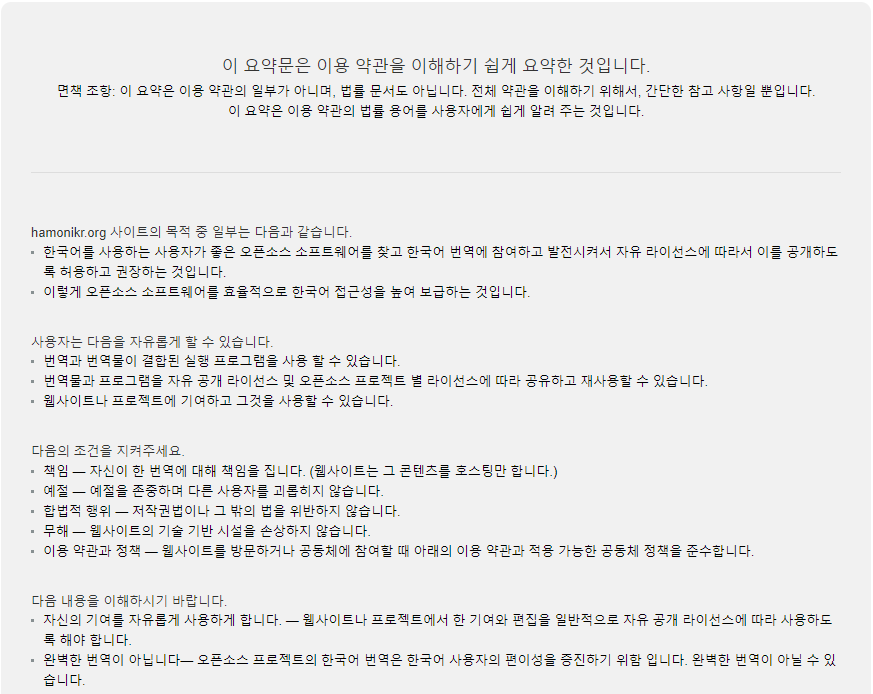 이 요약문은 이용 약관을 이해하기 쉽게 요약한 것입니다.
면책 조항: 이 요약은 이용 약관의 일부가 아니며, 법률 문서도 아닙니다. 전체 약관을 이해하기 위해서, 간단한 참고 사항일 뿐입니다.
이 요약은 이용 약관의 법률 용어를 사용자에게 쉽게 알려 주는 것입니다.
hamonikr.org 사이트의 목적 중 일부는 다음과 같습니다.
한국어를 사용하는 사용자가 좋은 오픈소스 소프트웨어를 찾고 한국어 번역에 참여하고 발전시켜서 자유 라이선스에 따라서 이를 공개하도
록 허용하고 권장하는 것입니다.
이렇게 오픈소스 소프트웨어를 효율적으로 한국어 접근성을 높여 보급하는 것입니다.
사용자는 다음을 자유롭게 할 수 있습니다.
번역과 번역물이 결합된 실행 프로그램을 사용 할 수 있습니다.
번역물과 프로그램을 자유 공개 라이선스 및 오픈소스 프로젝트 별 라이선스에 따라 공유하고 재사용할 수 있습니다.
웹사이트나 프로젝트에 기여하고 그것을 사용할 수 있습니다.
다음의 조건을 지켜주세요.
책임 — 자신이 한 번역에 대해 책임을 집니다. (웹사이트는 그 콘텐츠를 호스팅만 합니다.)
예절 — 예절을 존중하며 다른 사용자를 괴롭히지 않습니다.
합법적 행위 — 저작권법이나 그 밖의 법을 위반하지 않습니다.
무해 — 웹사이트의 기술 기반 시설을 손상하지 않습니다.
이용 약관과 정책 — 웹사이트를 방문하거나 공동체에 참여할 때 아래의 이용 약관과 적용 가능한 공동체 정책을 준수합니다.
다음 내용을 이해하시기 바랍니다.
자신의 기여를 자유롭게 사용하게 합니다. — 웹사이트나 프로젝트에서 한 기여와 편집을 일반적으로 자유 공개 라이선스에 따라 사용하도
록 해야 합니다.
완벽한 번역이 아닙니다— 오픈소스 프로젝트의 한국어 번역은 한국어 사용자의 편이성을 증진하기 위함 입니다. 완벽한 번역이 아닐 수 있
습니다.